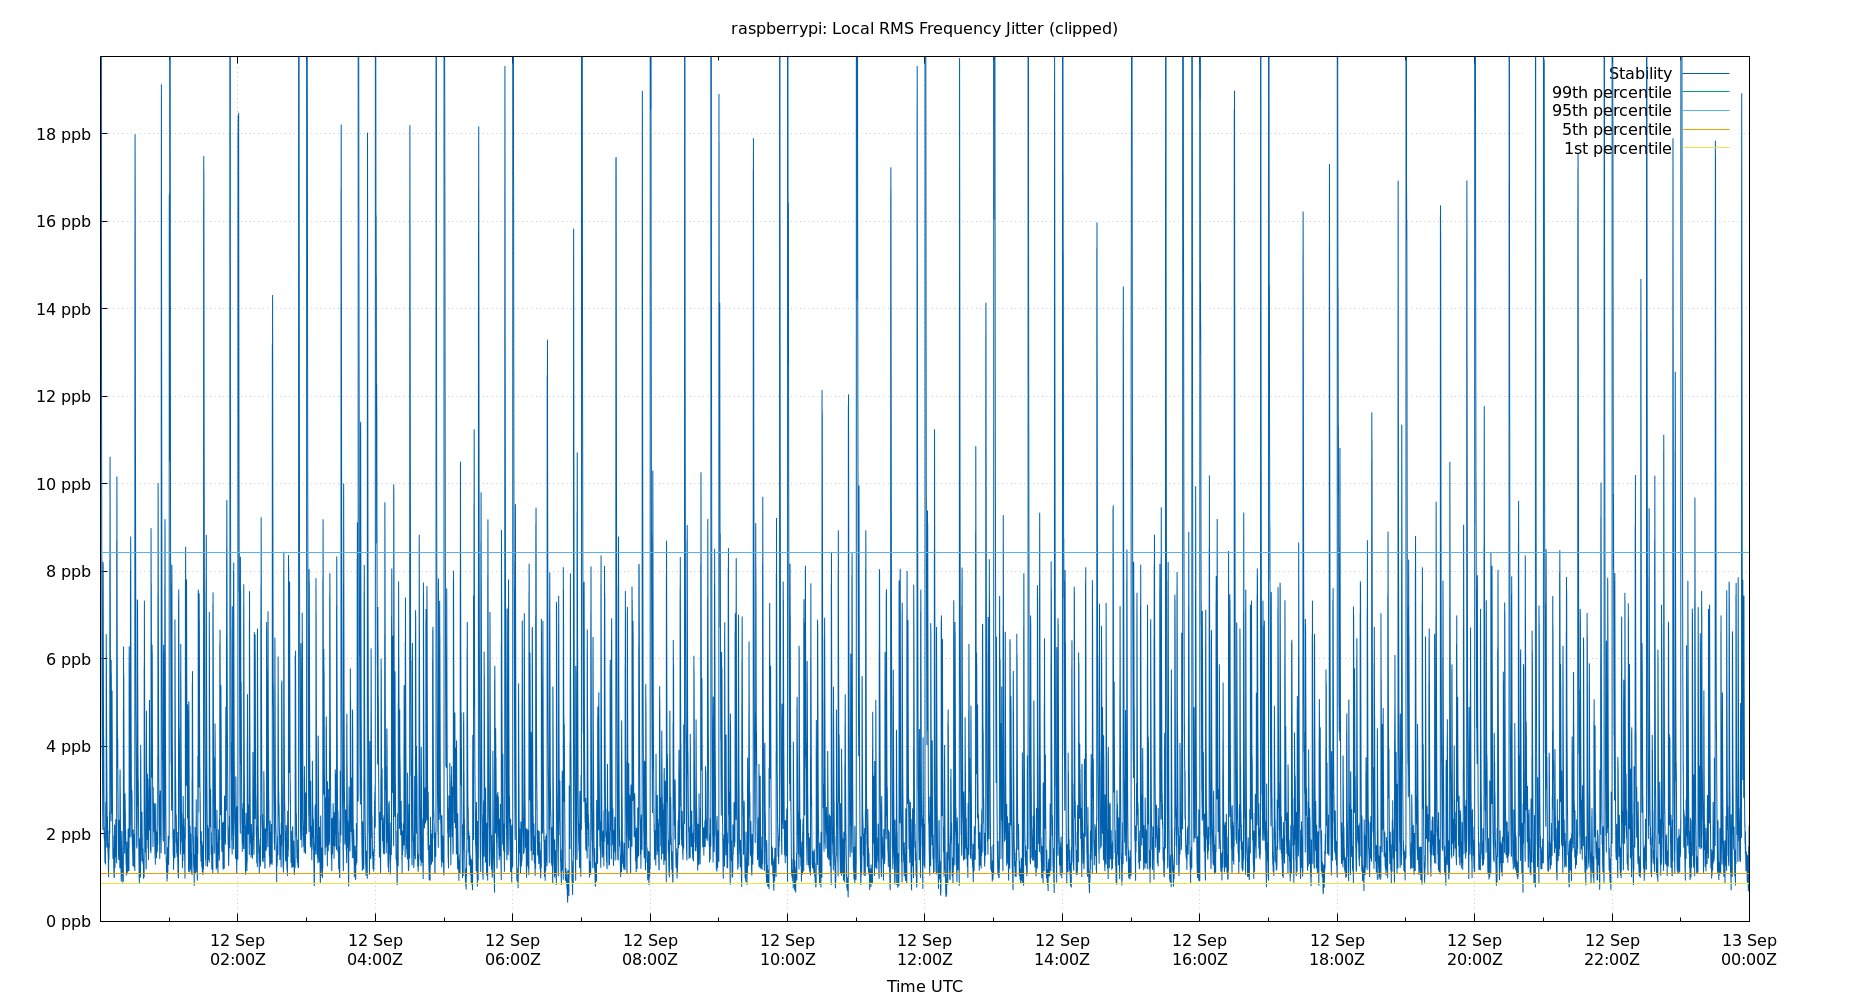 raspberrypi: Local RMS Frequency Jitter (clipped)
Stability
99th percentile
95th percentile
5th percentile
1st percentile
18 ppb
16 ppb
14 ppb
12 ppb
10 ppb
8 ppb
6 ppb
4 ppb
2 ppb
0 ppb
12 Sep 12 Sep 12 Sep 12 Sep 12 Sep 12 Sep 12 Sep 12 Sep 12 Sep 12 Sep 12 Sep 13 Sep
02:00Z 04:00Z 06:00Z 08:00Z 10:00Z 12:00Z 14:00Z 16:00Z 18:00Z 20:00Z 22:00Z 00:00Z
Time UTC